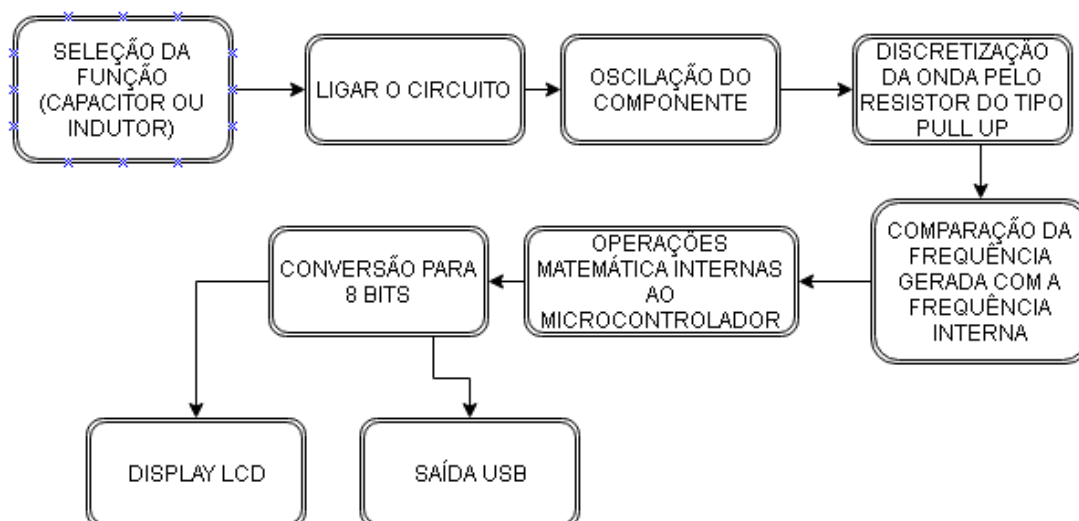 SELEÇÃO DA
FUNÇÃO
(CAPACITOR OU
INDUTOR)
LIGAR O CIRCUITO
OSCILAÇÃO DO
COMPONENTE
DISCRETIZAÇÃO
DA ONDA PELO
RESISTOR DO TIPO
PULL UP
COMPARAÇÃO DA
FREQUÊNCIA
GERADA COM A
FREQUÊNCIA
INTERNA
OPERAÇÕES
MATEMÁTICA INTERNAS
AO
MICROCONTROLADOR
CONVERSÃO PARA
8 BITS
DISPLAY LCD
SAÍDA USB